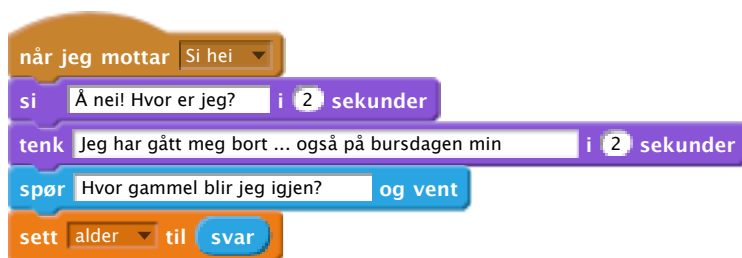 når jeg mottar Si hei
si Å nei! Hvor er jeg? i 2 sekunder
tenk Jeg har gått meg bort ... også på bursdagen min i 2 sekunder
spør Hvor gammel blir jeg igjen? og vent
sett alder til svar